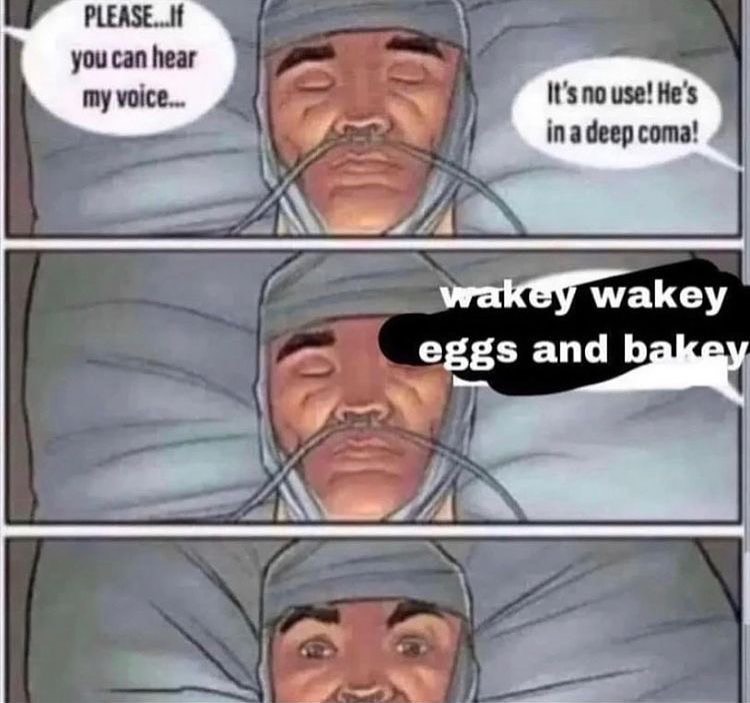 PLEASE...If
you can hear
my voice...
It's no use! He's
in a deep coma!
wakey wakey
eggs and bakey